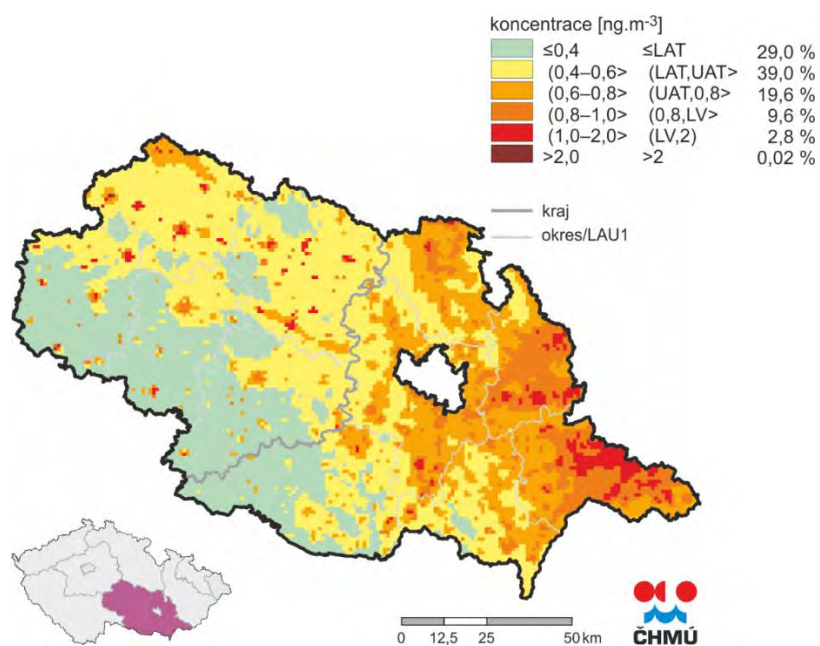 koncentrace [ng.m-³]
≤0,4 ≤LAT 29,0 %
(0,4–0,6> (LAT,UAT> 39,0 %
(0,6–0,8> (UAT,0,8> 19,6 %
(0,8–1,0> (0,8,LV> 9,6 %
(1,0–2,0> (LV,2) 2,8 %
>2,0 >2 0,02 %
kraj
okres/LAU1
0 12,5 25 50 km
ČHMÚ